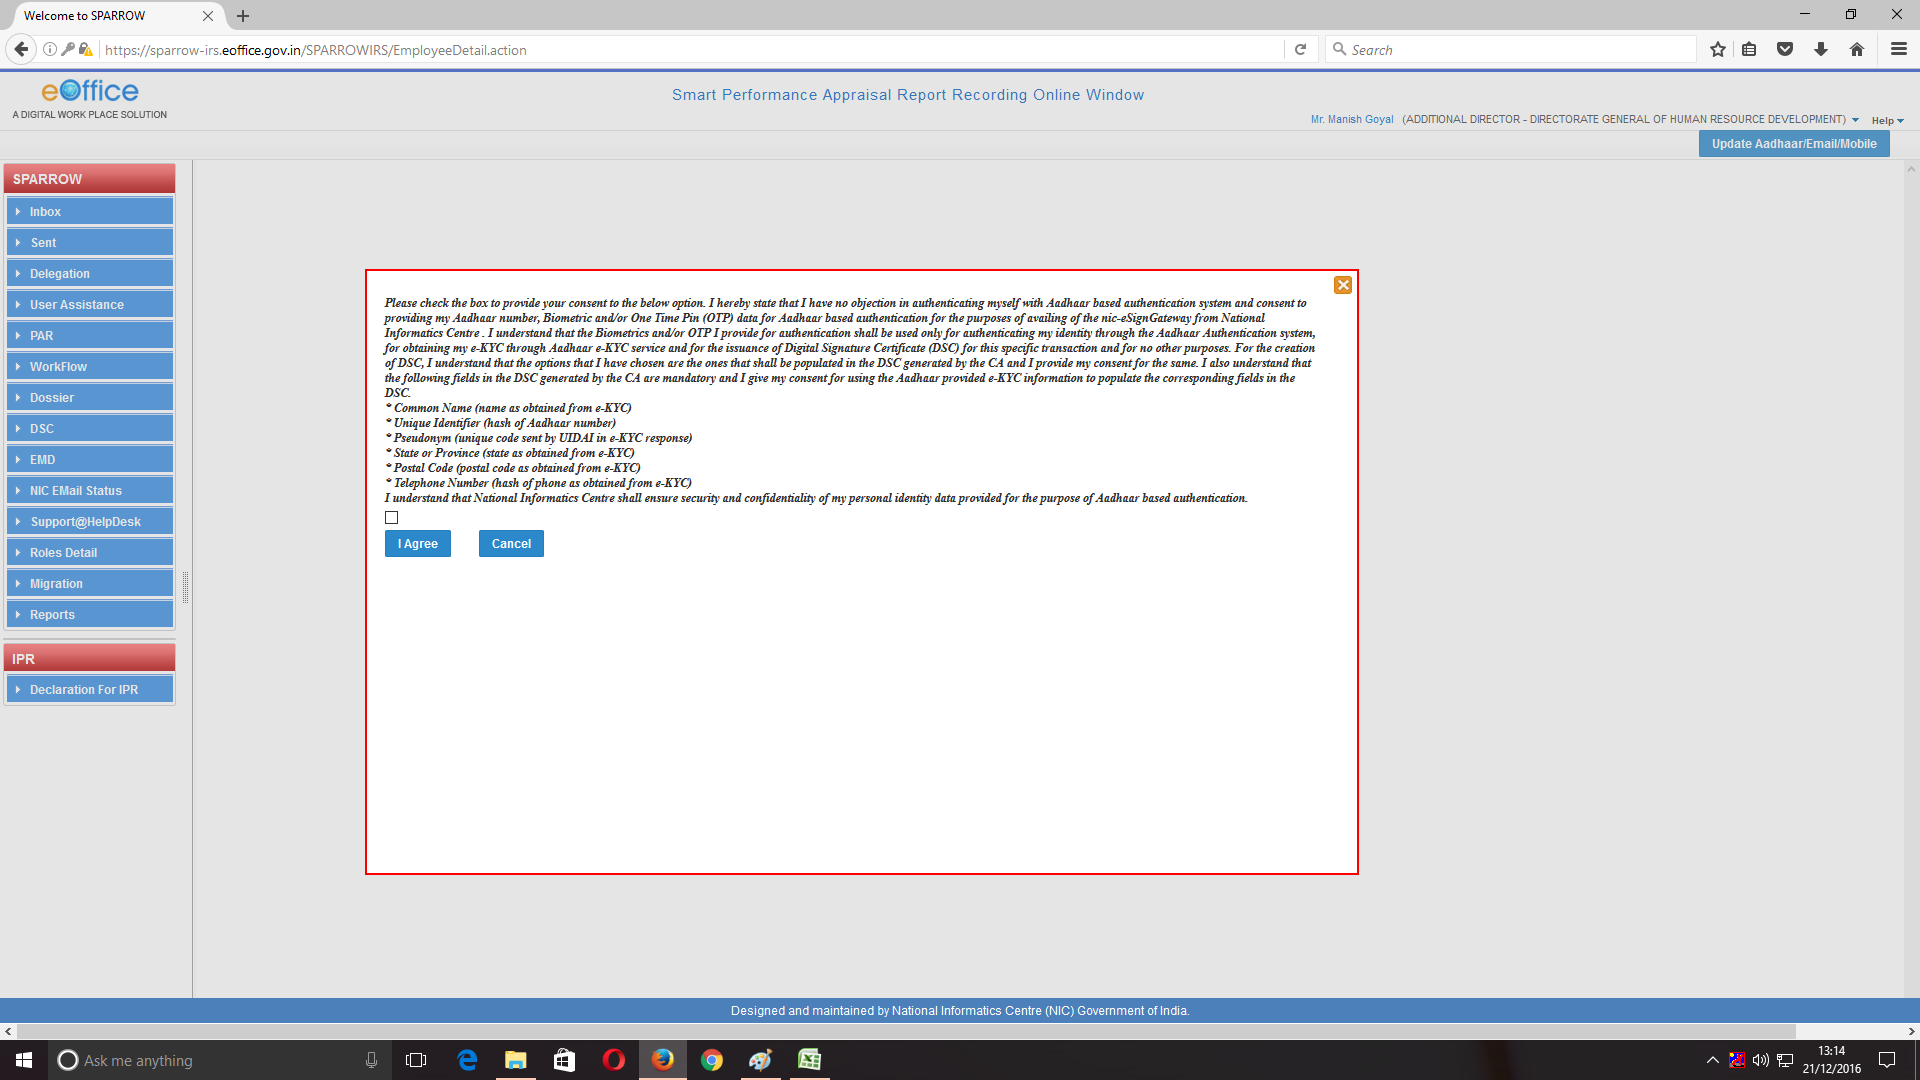 Welcome to SPARROW
https://sparrow-irs.eoffice.gov.in/SPARROWIRS/EmployeeDetail.action
Search
eOffice
A DIGITAL WORK PLACE SOLUTION
Smart Performance Appraisal Report Recording Online Window
Mr. Manish Goyal (ADDITIONAL DIRECTOR - DIRECTORATE GENERAL OF HUMAN RESOURCE DEVELOPMENT) Help
Update Aadhaar/Email/Mobile
SPARROW
Inbox
Sent
Delegation
User Assistance
PAR
WorkFlow
Dossier
DSC
EMD
NIC EMail Status
Support@HelpDesk
Roles Detail
Migration
Reports
IPR
Declaration For IPR
Please check the box to provide your consent to the below option. I hereby state that I have no objection in authenticating myself with Aadhaar based authentication system and consent to
providing my Aadhaar number, Biometric and/or One Time Pin (OTP) data for Aadhaar based authentication for the purposes of availing of the nic-eSignGateway from National
Informatics Centre . I understand that the Biometrics and/or OTP I provide for authentication shall be used only for authenticating my identity through the Aadhaar Authentication system,
for obtaining my e-KYC through Aadhaar e-KYC service and for the issuance of Digital Signature Certificate (DSC) for this specific transaction and for no other purposes. For the creation
of DSC, I understand that the options that I have chosen are the ones that shall be populated in the DSC generated by the CA and I provide my consent for the same. I also understand that
the following fields in the DSC generated by the CA are mandatory and I give my consent for using the Aadhaar provided e-KYC information to populate the corresponding fields in the
DSC.
* Common Name (name as obtained from e-KYC)
* Unique Identifier (hash of Aadhaar number)
* Pseudonym (unique code sent by UIDAI in e-KYC response)
* State or Province (state as obtained from e-KYC)
* Postal Code (postal code as obtained from e-KYC)
* Telephone Number (hash of phone as obtained from e-KYC)
I understand that National Informatics Centre shall ensure security and confidentiality of my personal identity data provided for the purpose of Aadhaar based authentication.
I Agree Cancel
Designed and maintained by National Informatics Centre (NIC) Government of India.
Ask me anything
13:14
21/12/2016